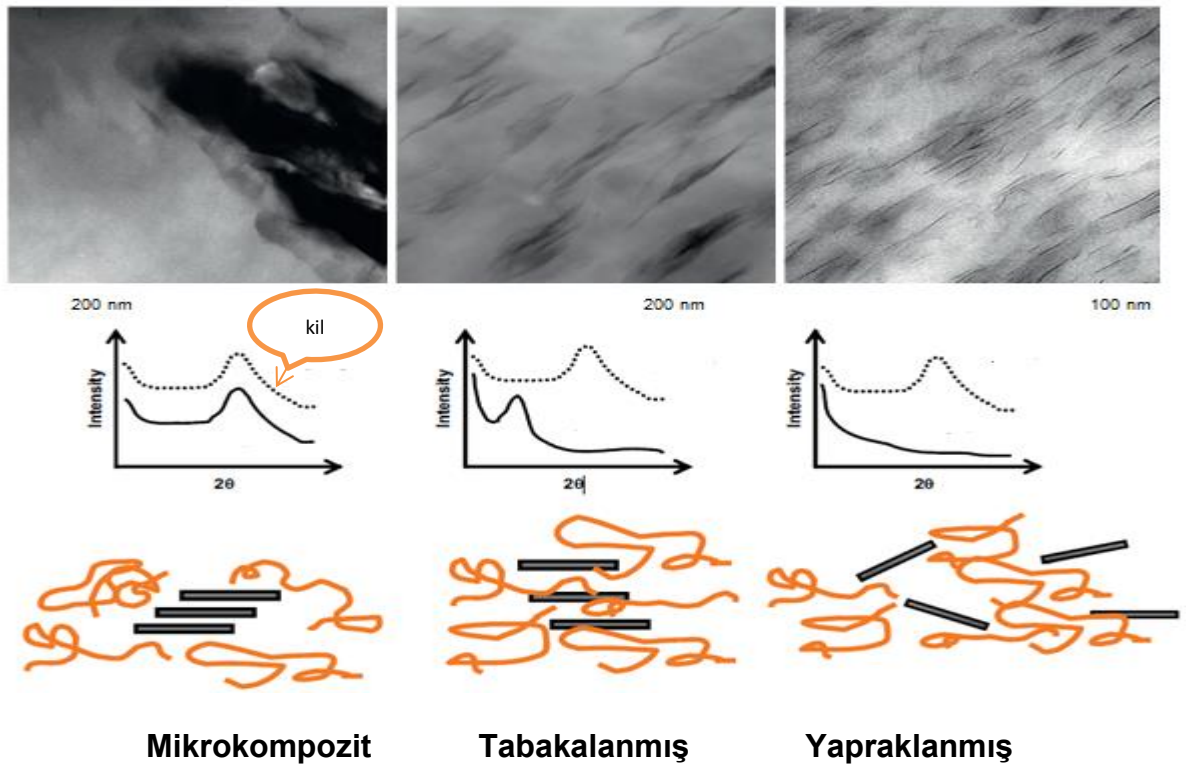 200 nm
200 nm
100 nm
kil
Intensity
2θ
Intensity
2θ
Intensity
2θ
Mikrokompozit
Tabakalanmış
Yapraklanmış